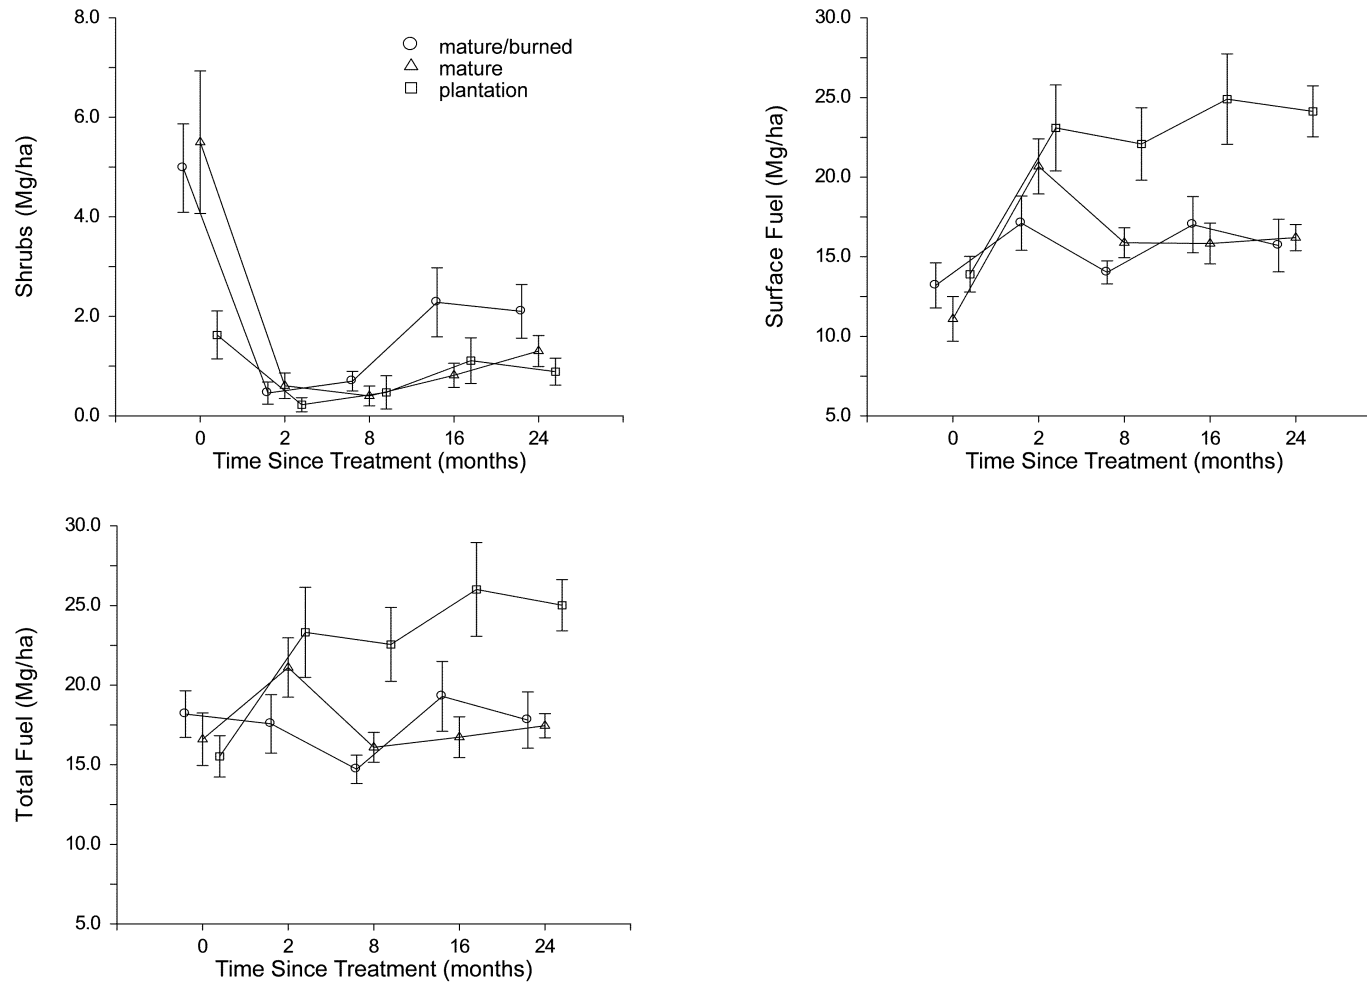 8.0
6.0
4.0
2.0
0.0
Shrubs (Mg/ha)
mature/burned
mature
plantation
0 2 8 16 24
Time Since Treatment (months)
30.0
25.0
20.0
15.0
10.0
5.0
Surface Fuel (Mg/ha)
0 2 8 16 24
Time Since Treatment (months)
30.0
25.0
20.0
15.0
10.0
5.0
Total Fuel (Mg/ha)
0 2 8 16 24
Time Since Treatment (months)